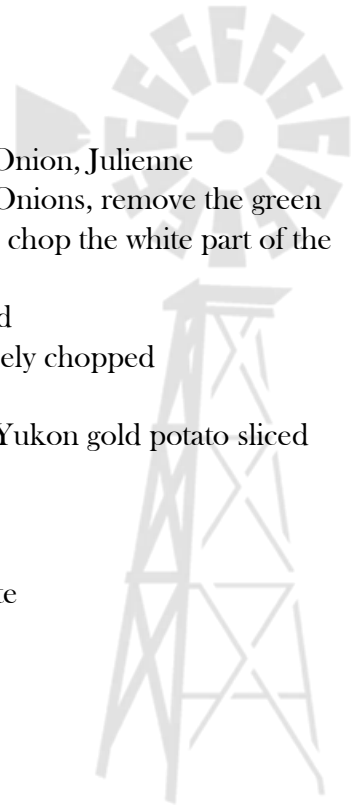 Onion, Julienne
Onions, remove the green
chop the white part of the
d
ely chopped
Yukon gold potato sliced
te